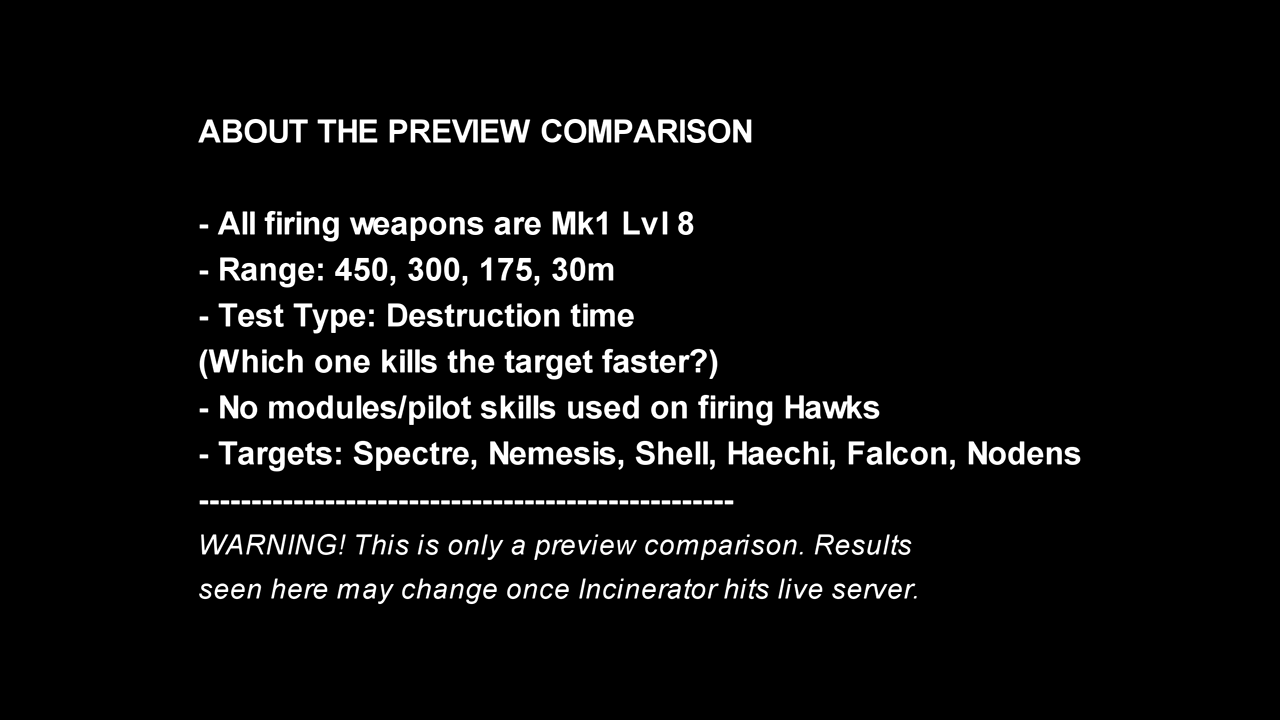 ABOUT THE PREVIEW COMPARISON
- All firing weapons are Mk1 Lvl 8
- Range: 450, 300, 175, 30m
- Test Type: Destruction time
(Which one kills the target faster?)
- No modules/pilot skills used on firing Hawks
- Targets: Spectre, Nemesis, Shell, Haechi, Falcon, Nodens
---------------------------------------------------
WARNING! This is only a preview comparison. Results
seen here may change once Incinerator hits live server.